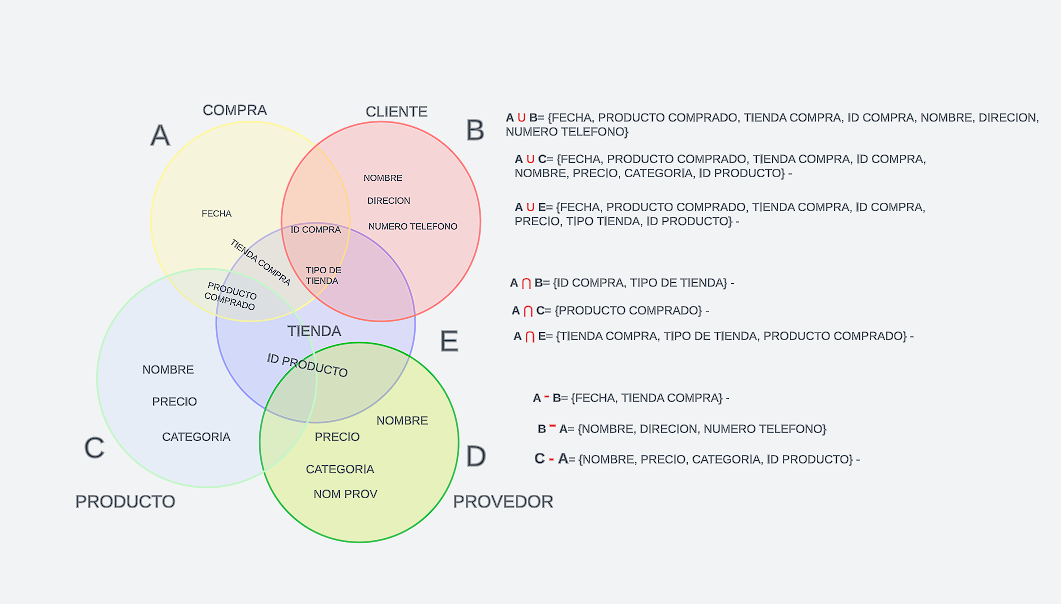 COMPRA
CLIENTE
A
B
NOMBRE
DIRECION
FECHA
NUMERO TELEFONO
ID COMPRA
TIENDA COMPRA
TIPO DE
TIENDA
PRODUCTO
COMPRADO
TIENDA
E
ID PRODUCTO
NOMBRE
PRECIO
CATEGORIA
C
PRODUCTO
NOMBRE
PRECIO
CATEGORIA
NOM PROV
D
PROVEDOR
A ∪ B= {FECHA, PRODUCTO COMPRADO, TIENDA COMPRA, ID COMPRA, NOMBRE, DIRECION,
NUMERO TELEFONO}
A ∪ C= {FECHA, PRODUCTO COMPRADO, TIENDA COMPRA, ID COMPRA,
NOMBRE, PRECIO, CATEGORIA, ID PRODUCTO} -
A ∪ E= {FECHA, PRODUCTO COMPRADO, TIENDA COMPRA, ID COMPRA,
PRECIO, TIPO TIENDA, ID PRODUCTO} -
A ∩ B= {ID COMPRA, TIPO DE TIENDA} -
A ∩ C= {PRODUCTO COMPRADO} -
A ∩ E= {TIENDA COMPRA, TIPO DE TIENDA, PRODUCTO COMPRADO} -
A - B= {FECHA, TIENDA COMPRA} -
B - A= {NOMBRE, DIRECION, NUMERO TELEFONO}
C - A= {NOMBRE, PRECIO, CATEGORIA, ID PRODUCTO} -